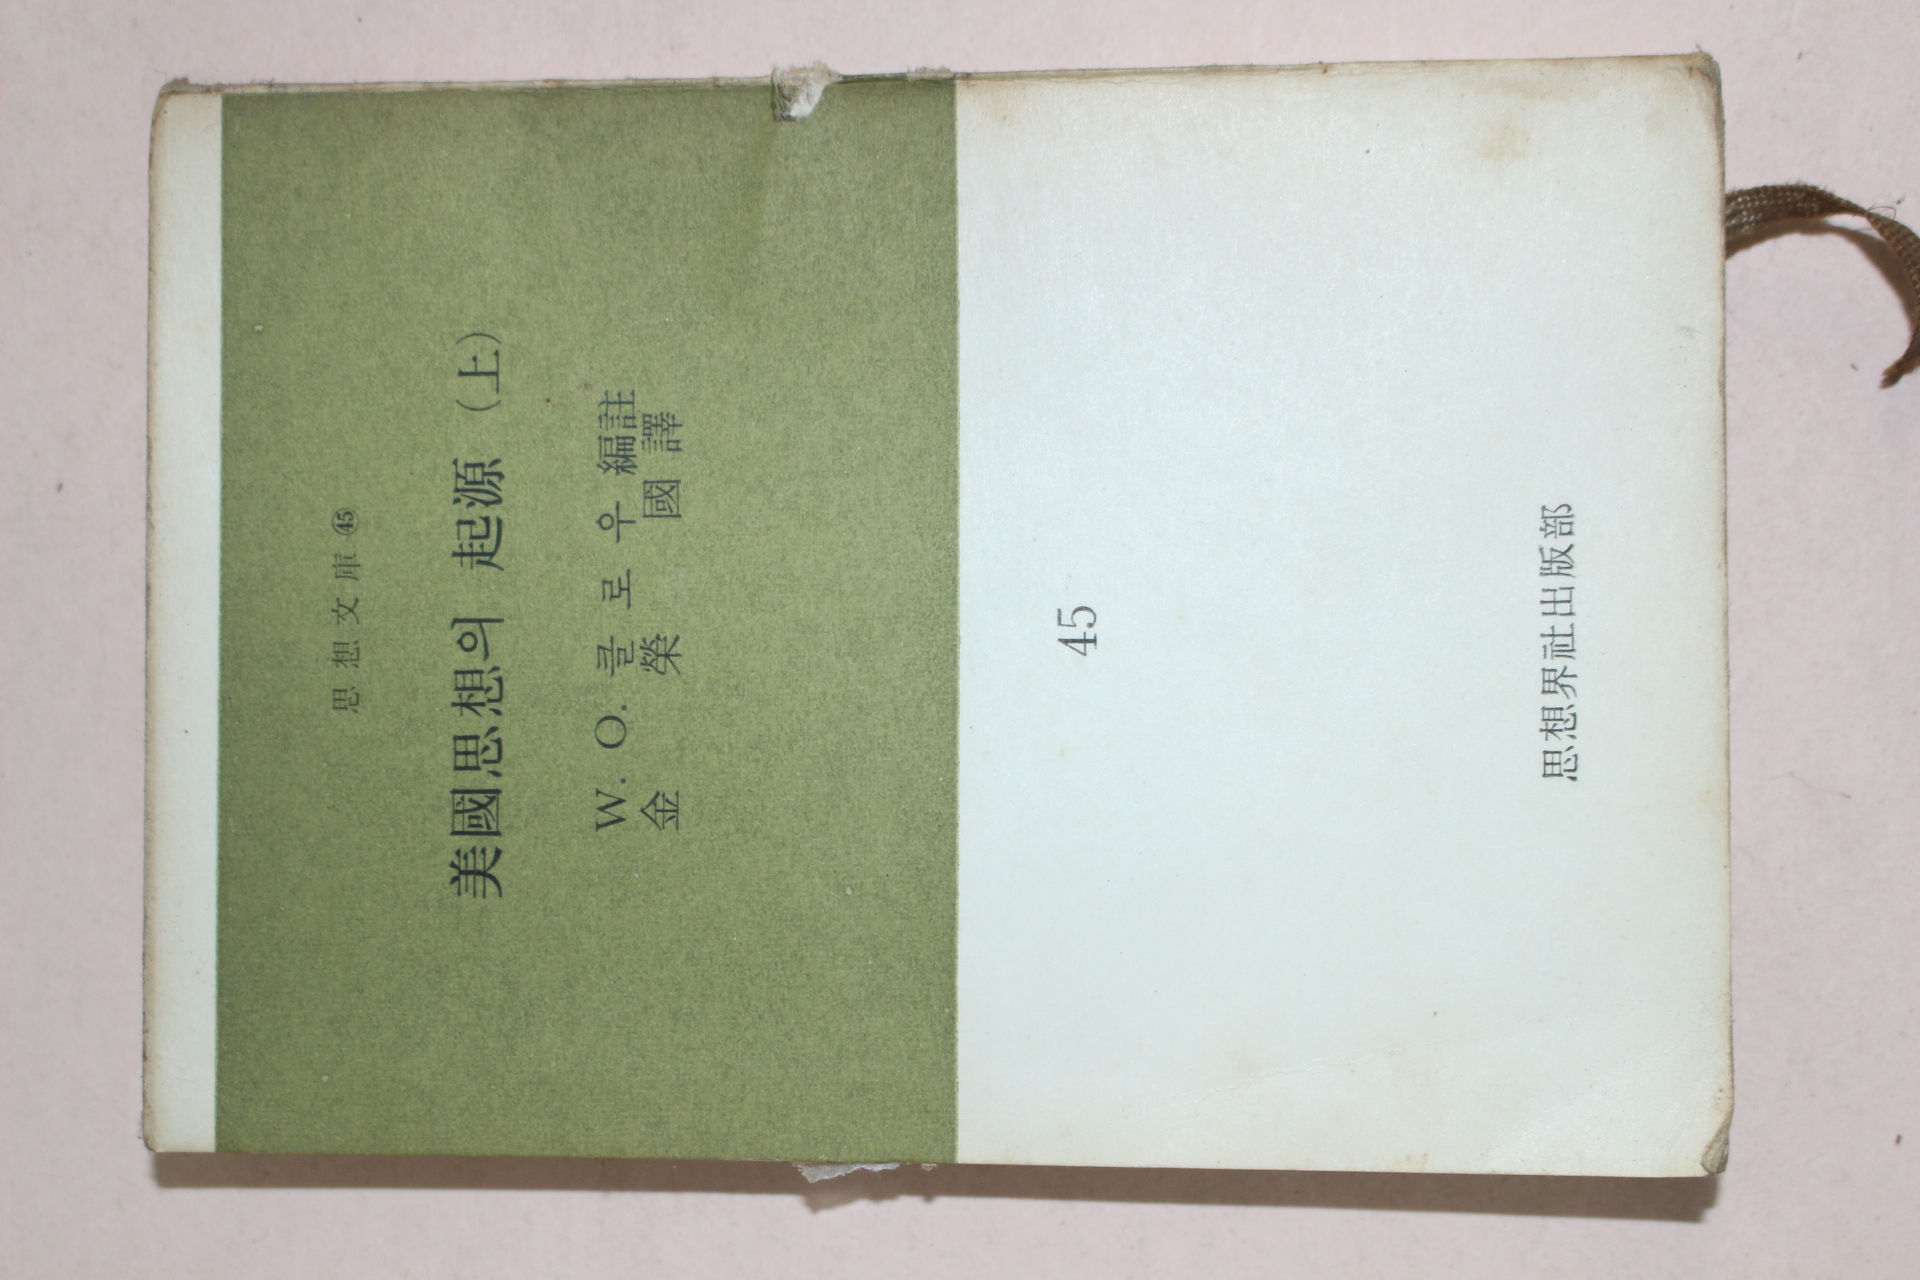 思想文庫 ㊺
美國思想의 起源 (上)
W. O. 클로우 編註
金榮國 譯
45
思想界社出版部